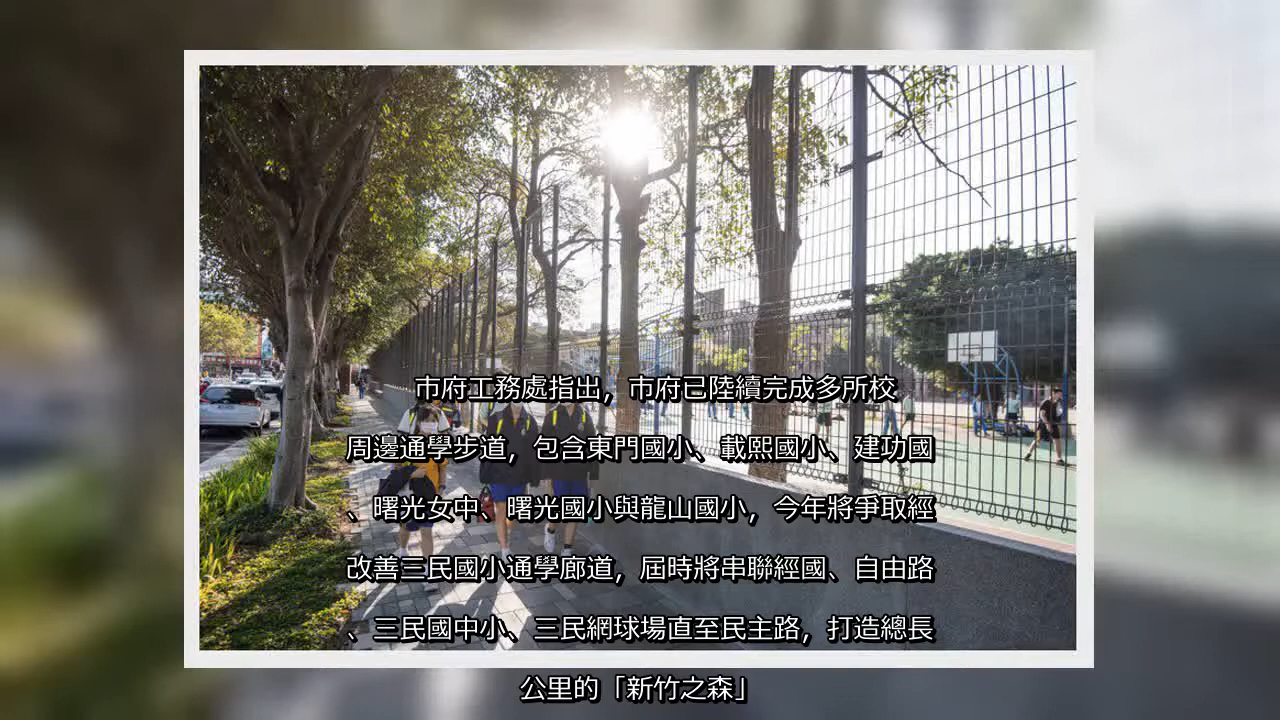 市府工務處指出，市府已陸續完成多所校
周邊通學步道，包含東門國小、載熙國小、建功國
、曙光女中、曙光國小與龍山國小，今年將爭取經
改善三民國小通學廊道，屆時將串聯經國、自由路
、三民國中小、三民網球場直至民主路，打造總長
公里的「新竹之森」